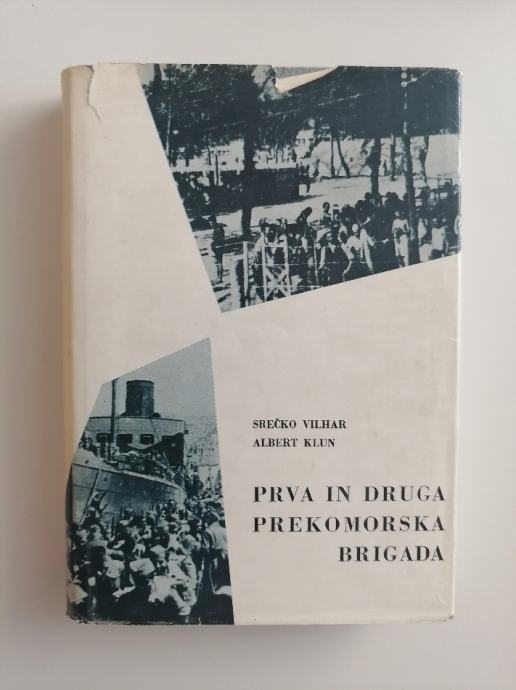 SREČKO VILHAR
ALBERT KLUN
PRVA IN DRUGA
PREKOMORSKA
BRIGADA